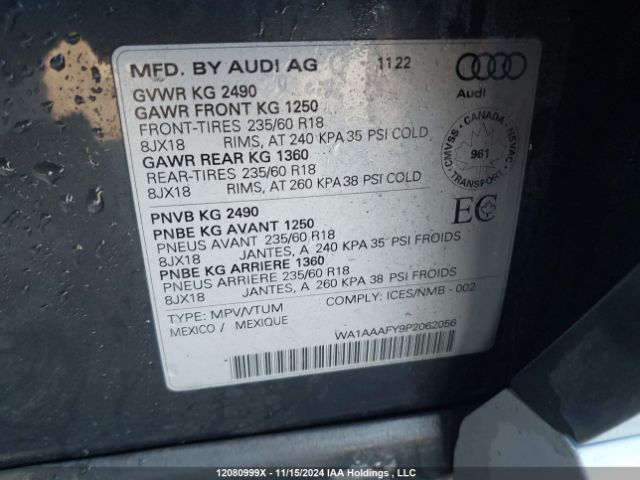 MFD. BY AUDI AG 11 22
Audi
GVWR KG 2490
GAWR FRONT KG 1250
FRONT-TIRES 235/60 R18
8JX18 RIMS, AT 240 KPA 35 PSI COLD
GAWR REAR KG 1360
REAR-TIRES 235/60 R18
8JX18 RIMS, AT 260 KPA 38 PSI COLD
CMVSS - CANADA - NSVAC
961
TRANSPORT
PNVB KG 2490
PNBE KG AVANT 1250
PNEUS AVANT 235/60 R18
8JX18 JANTES, A 240 KPA 35 PSI FROIDS
PNBE KG ARRIERE 1360
PNEUS ARRIERE 235/60 R18
8JX18 JANTES, A 260 KPA 38 PSI FROIDS
EC
TYPE: MPV/VTUM COMPLY: ICES/NMB - 002
MEXICO / MEXIQUE
WA1AAAFY9P2062056
12080999X - 11/15/2024 IAA Holdings , LLC